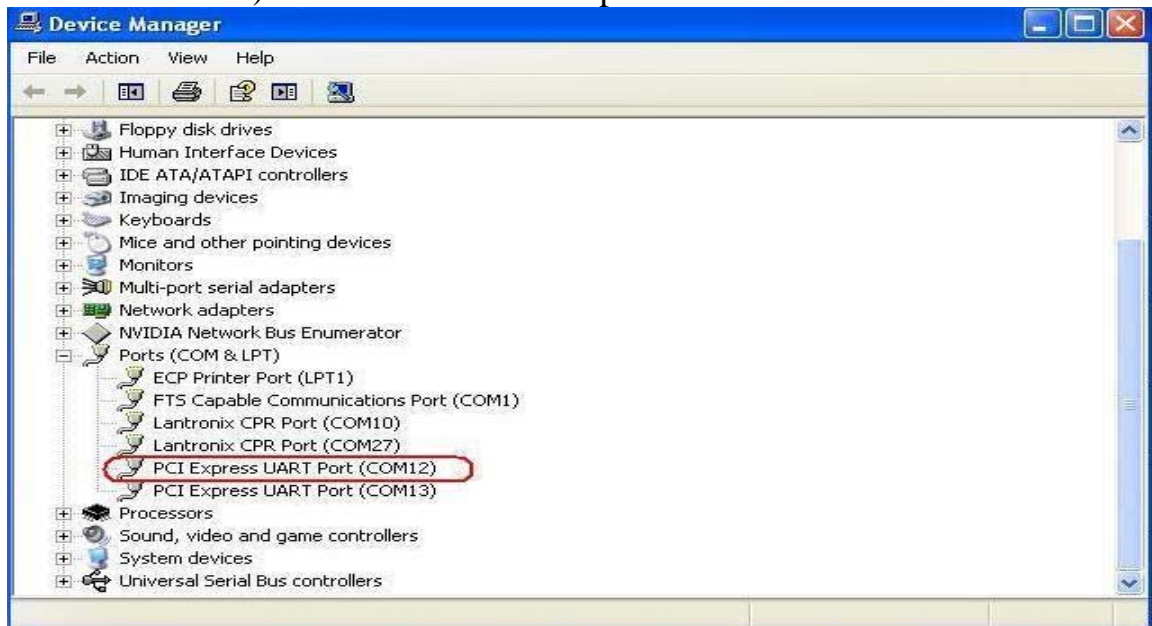 Device Manager
File Action View Help
Floppy disk drives
Human Interface Devices
IDE ATA/ATAPI controllers
Imaging devices
Keyboards
Mice and other pointing devices
Monitors
Multi-port serial adapters
Network adapters
NVIDIA Network Bus Enumerator
Ports (COM & LPT)
ECP Printer Port (LPT1)
FTS Capable Communications Port (COM1)
Lantronix CPR Port (COM10)
Lantronix CPR Port (COM27)
PCI Express UART Port (COM12)
PCI Express UART Port (COM13)
Processors
Sound, video and game controllers
System devices
Universal Serial Bus controllers